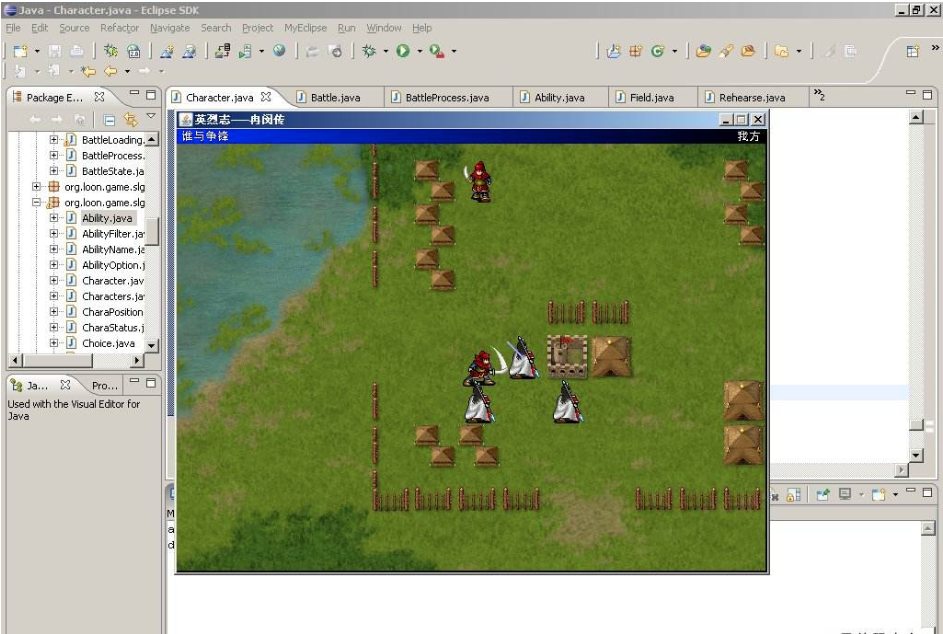 Java - Character.java - Eclipse SDK
File Edit Source Refactor Navigate Search Project MyEclipse Run Window Help
Package E...
Character.java
Battle.java
BattleProcess.java
Ability.java
Field.java
Rehearse.java
»2
英烈志——冉闵传
谁与争锋
我方
BattleLoading.
BattleProcess.
BattleState.ja
org.loon.game.slg
org.loon.game.slg
Ability.java
AbilityFilter.jav
AbilityName.ja
AbilityOption.j
Character.jav
Characters.jav
CharaPosition
CharaStatus.j
Choice.java
Ja...
Pro...
Used with the Visual Editor for
Java
M
a
d